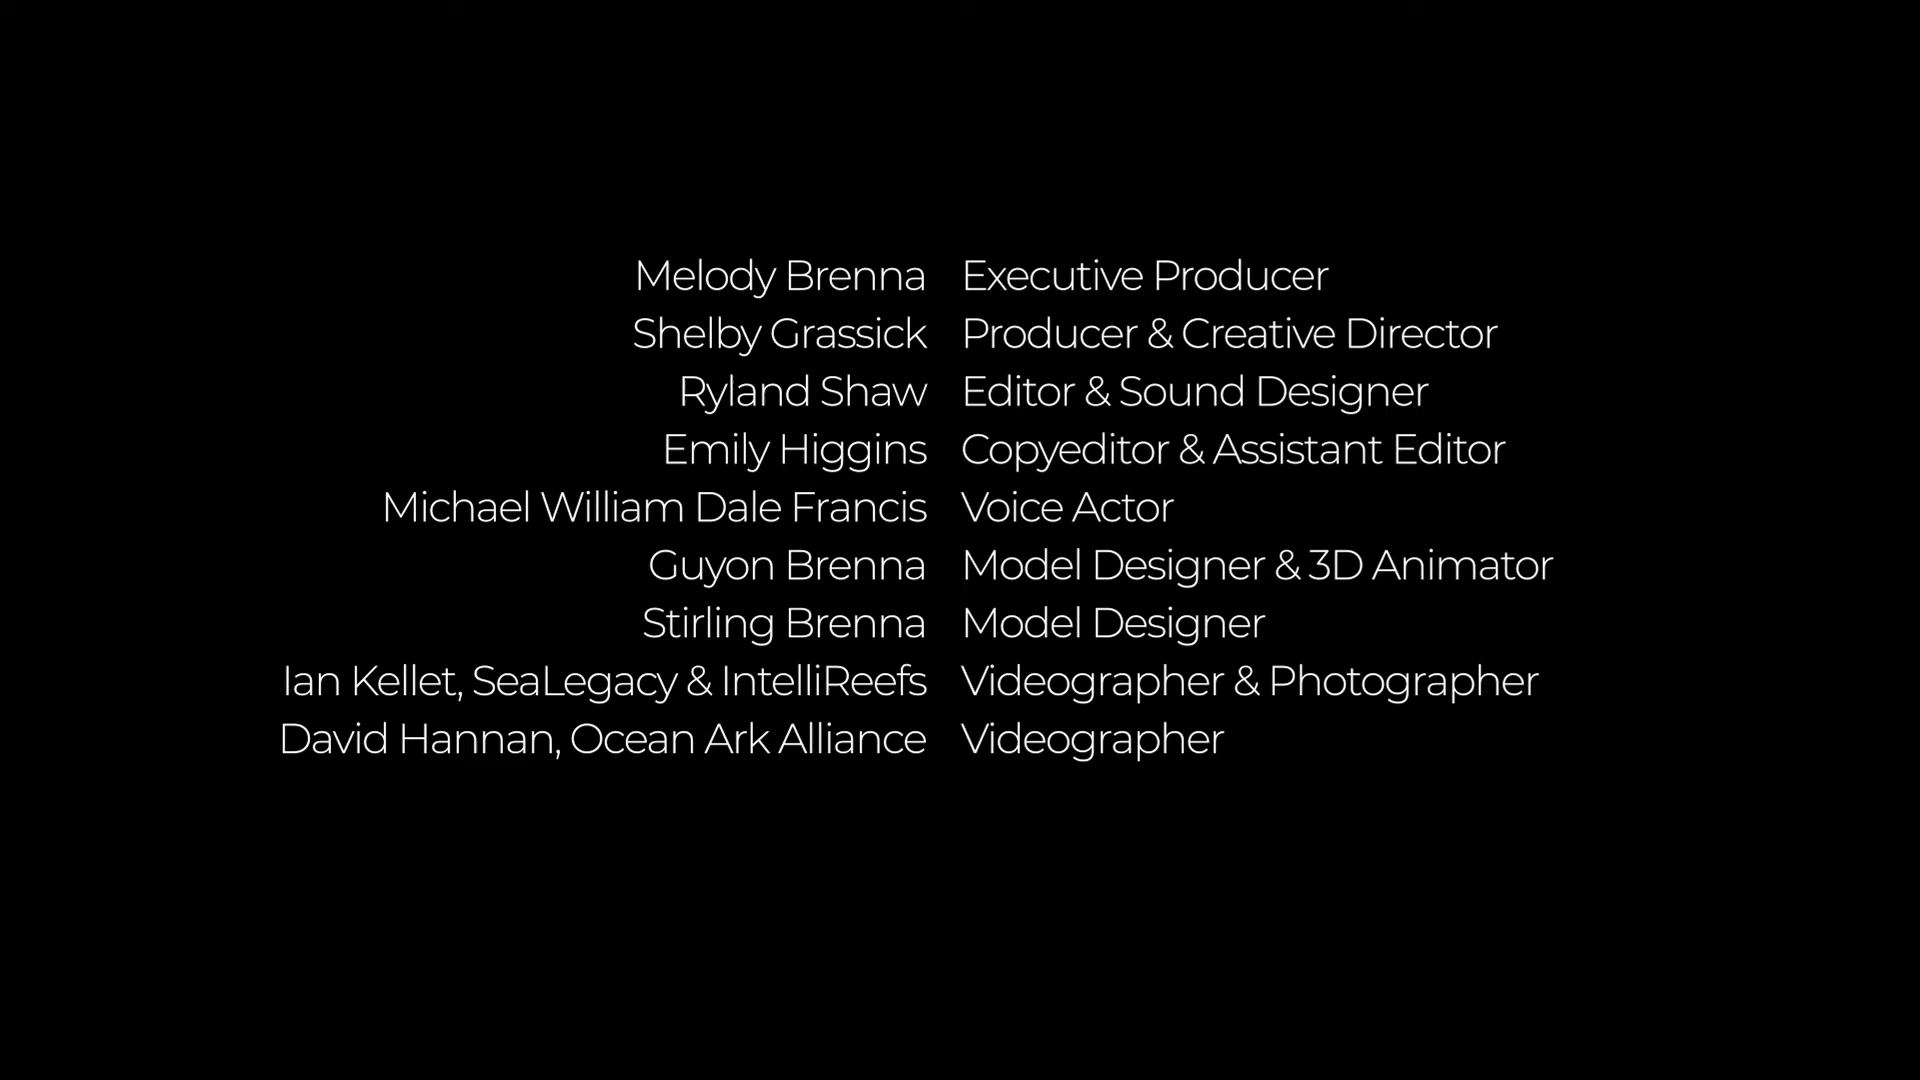 Melody Brenna Executive Producer
Shelby Grassick Producer & Creative Director
Ryland Shaw Editor & Sound Designer
Emily Higgins Copyeditor & Assistant Editor
Michael William Dale Francis Voice Actor
Guyon Brenna Model Designer & 3D Animator
Stirling Brenna Model Designer
Ian Kellet, SeaLegacy & IntelliReefs Videographer & Photographer
David Hannan, Ocean Ark Alliance Videographer